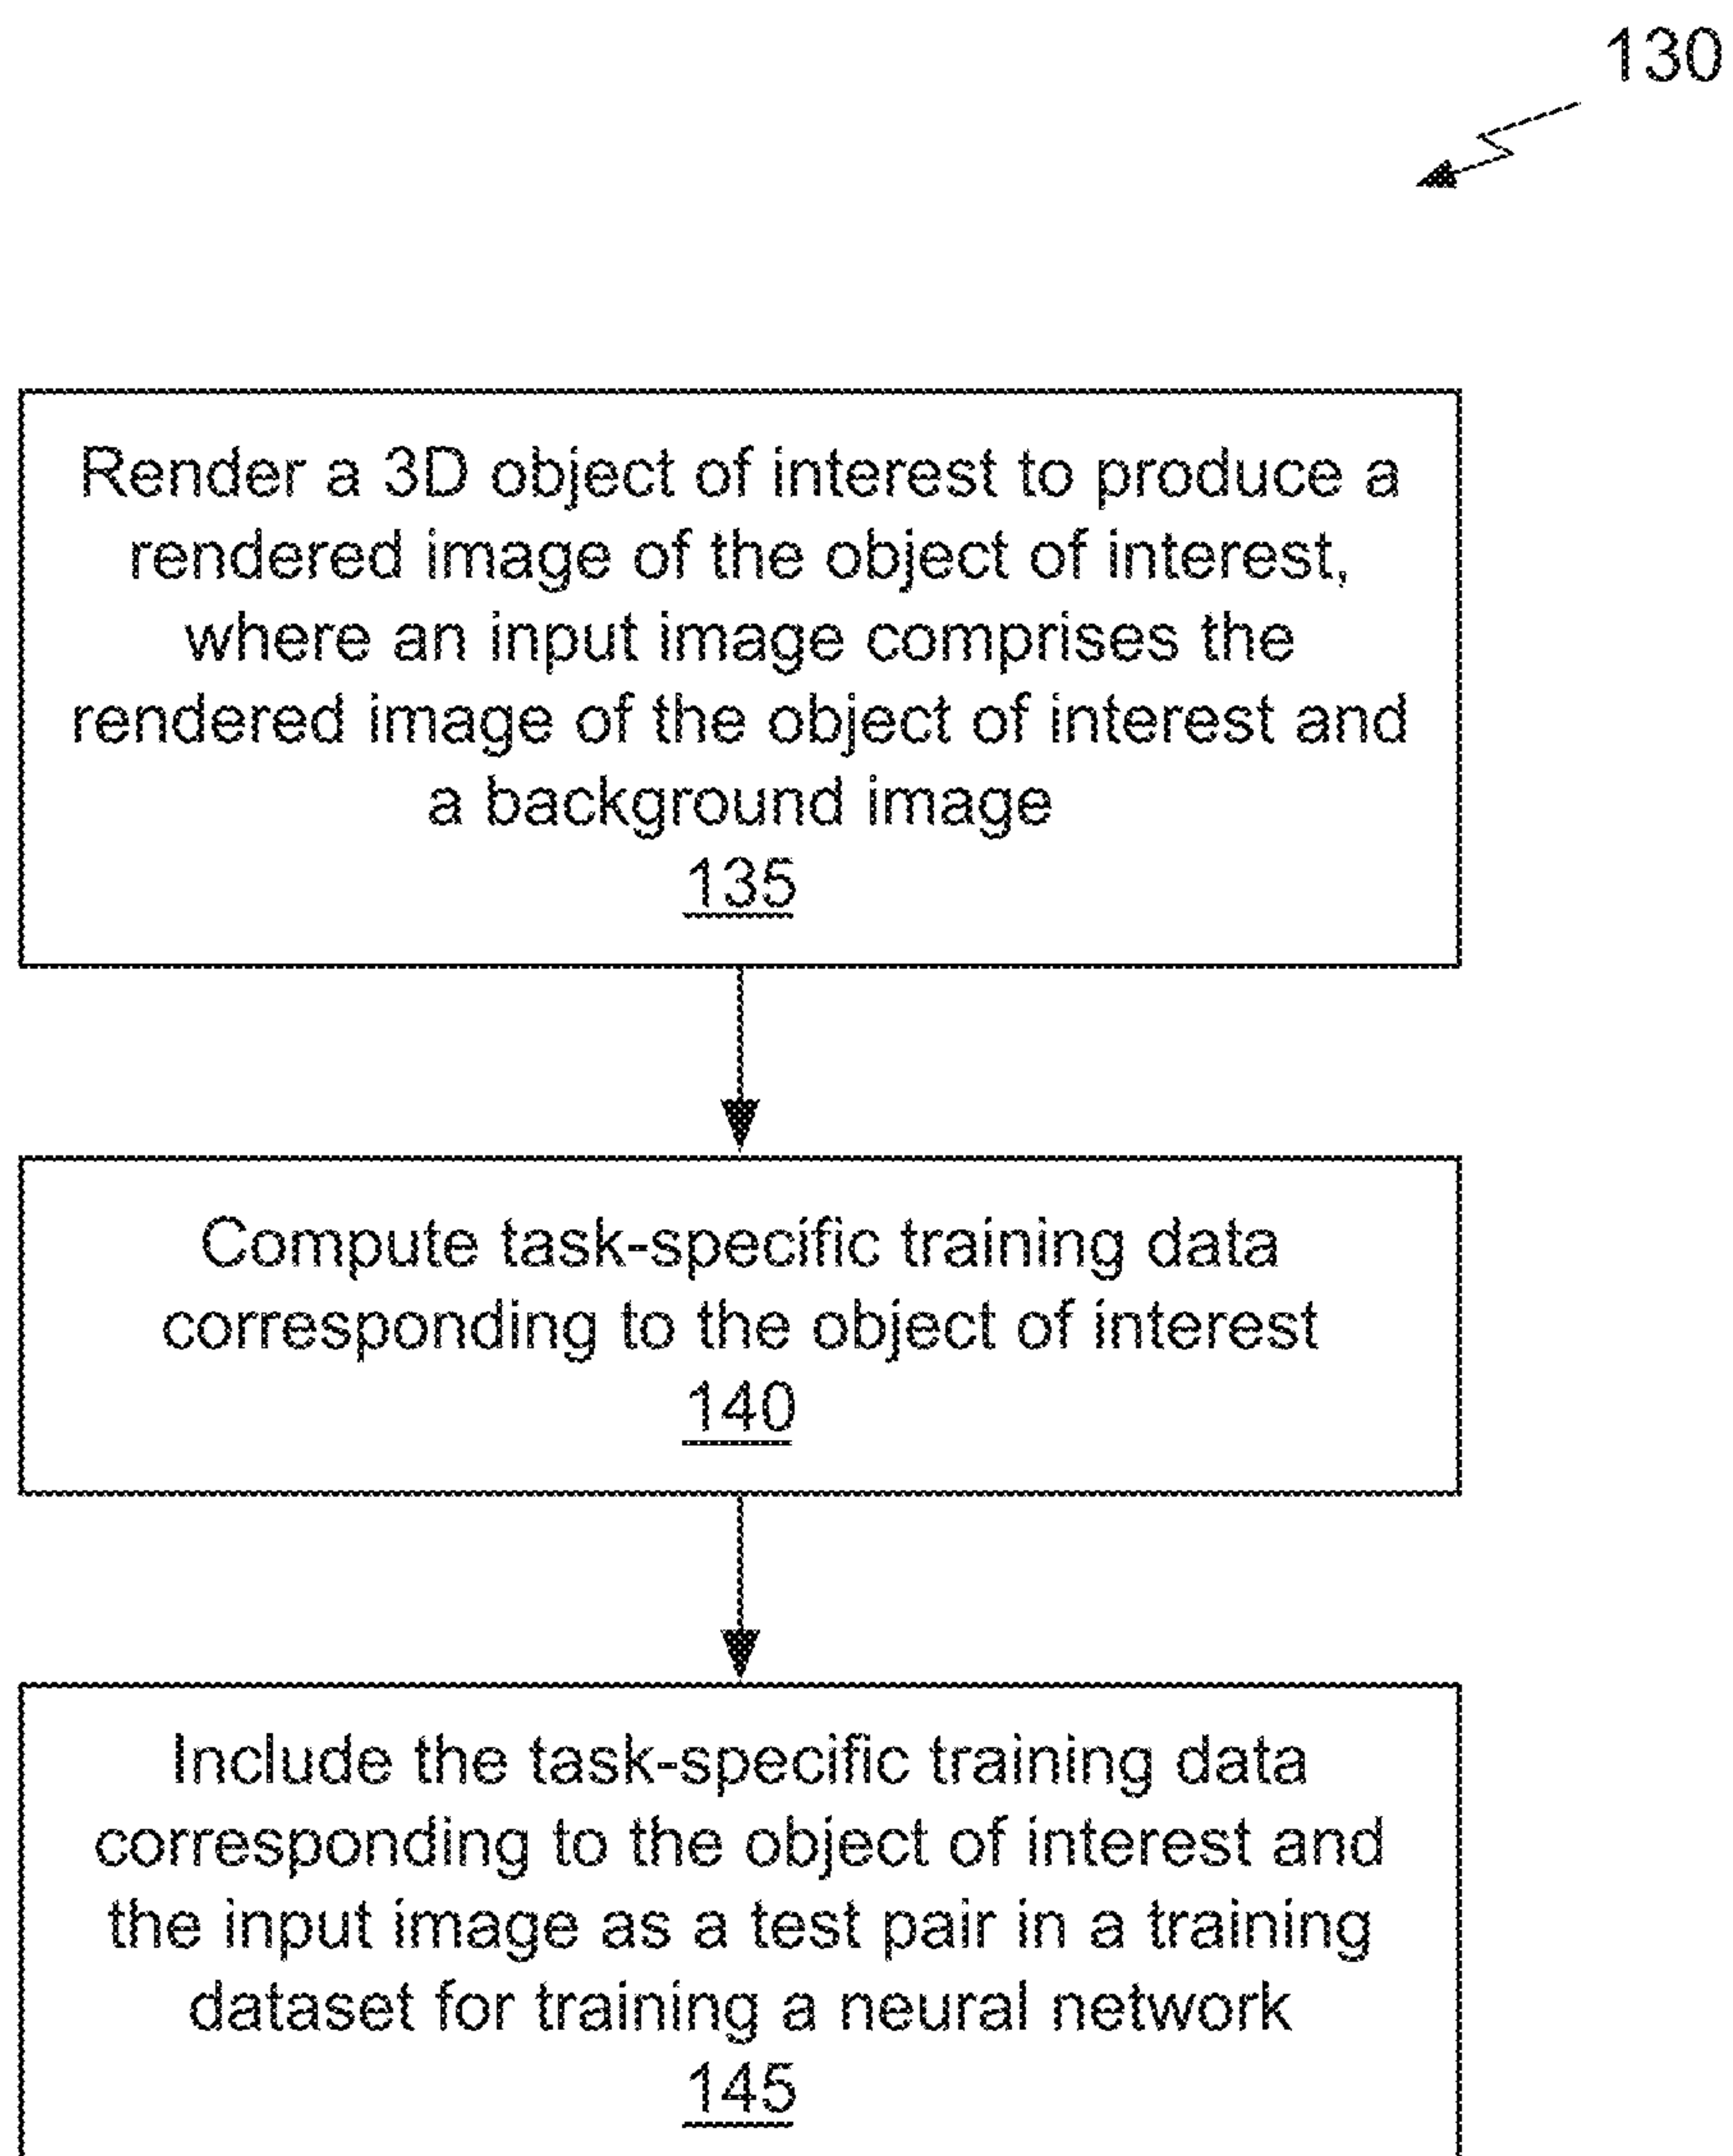 130
Render a 3D object of interest to produce a
rendered image of the object of interest,
where an input image comprises the
rendered image of the object of interest and
a background image
135
Compute task-specific training data
corresponding to the object of interest
140
Include the task-specific training data
corresponding to the object of interest and
the input image as a test pair in a training
dataset for training a neural network
145